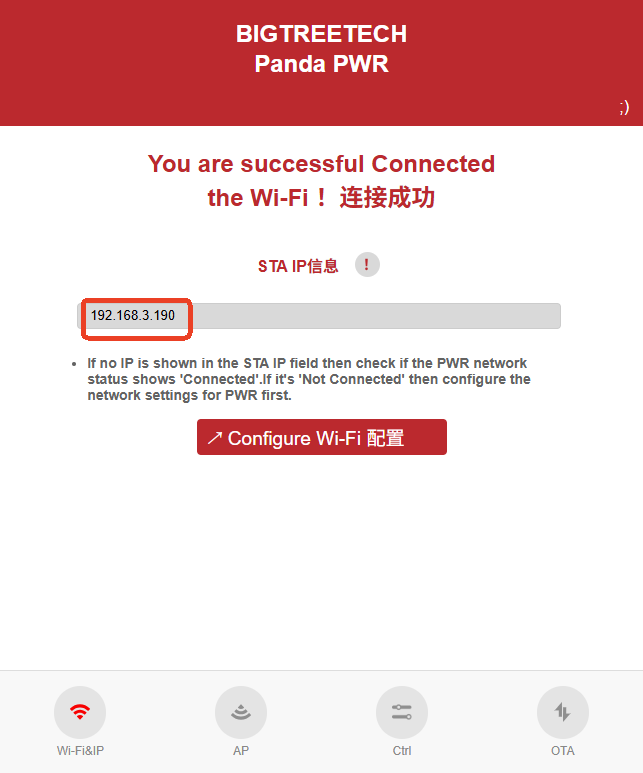 BIGTREETECH
Panda PWR
;)
You are successful Connected
the Wi-Fi！ 连接成功
STA IP信息 !
192.168.3.190
• If no IP is shown in the STA IP field then check if the PWR network
status shows 'Connected'.If it's 'Not Connected' then configure the
network settings for PWR first.
↗ Configure Wi-Fi 配置
Wi-Fi&IP AP Ctrl OTA